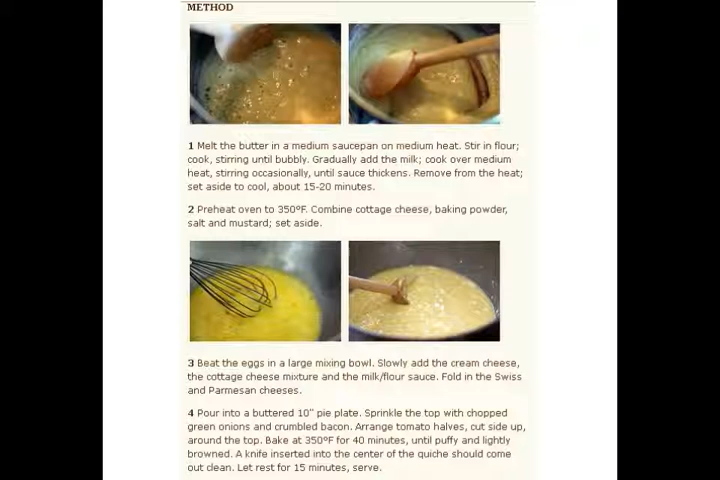 METHOD
1 Melt the butter in a medium saucepan on medium heat. Stir in flour;
cook, stirring until bubbly. Gradually add the milk; cook over medium
heat, stirring occasionally, until sauce thickens. Remove from the heat;
set aside to cool, about 15-20 minutes.
2 Preheat oven to 350ºF. Combine cottage cheese, baking powder,
salt and mustard; set aside.
3 Beat the eggs in a large mixing bowl. Slowly add the cream cheese,
the cottage cheese mixture and the milk/flour sauce. Fold in the Swiss
and Parmesan cheeses.
4 Pour into a buttered 10" pie plate. Sprinkle the top with chopped
green onions and crumbled bacon. Arrange tomato halves, cut side up,
around the top. Bake at 350ºF for 40 minutes, until puffy and lightly
browned. A knife inserted into the center of the quiche should come
out clean. Let rest for 15 minutes, serve.